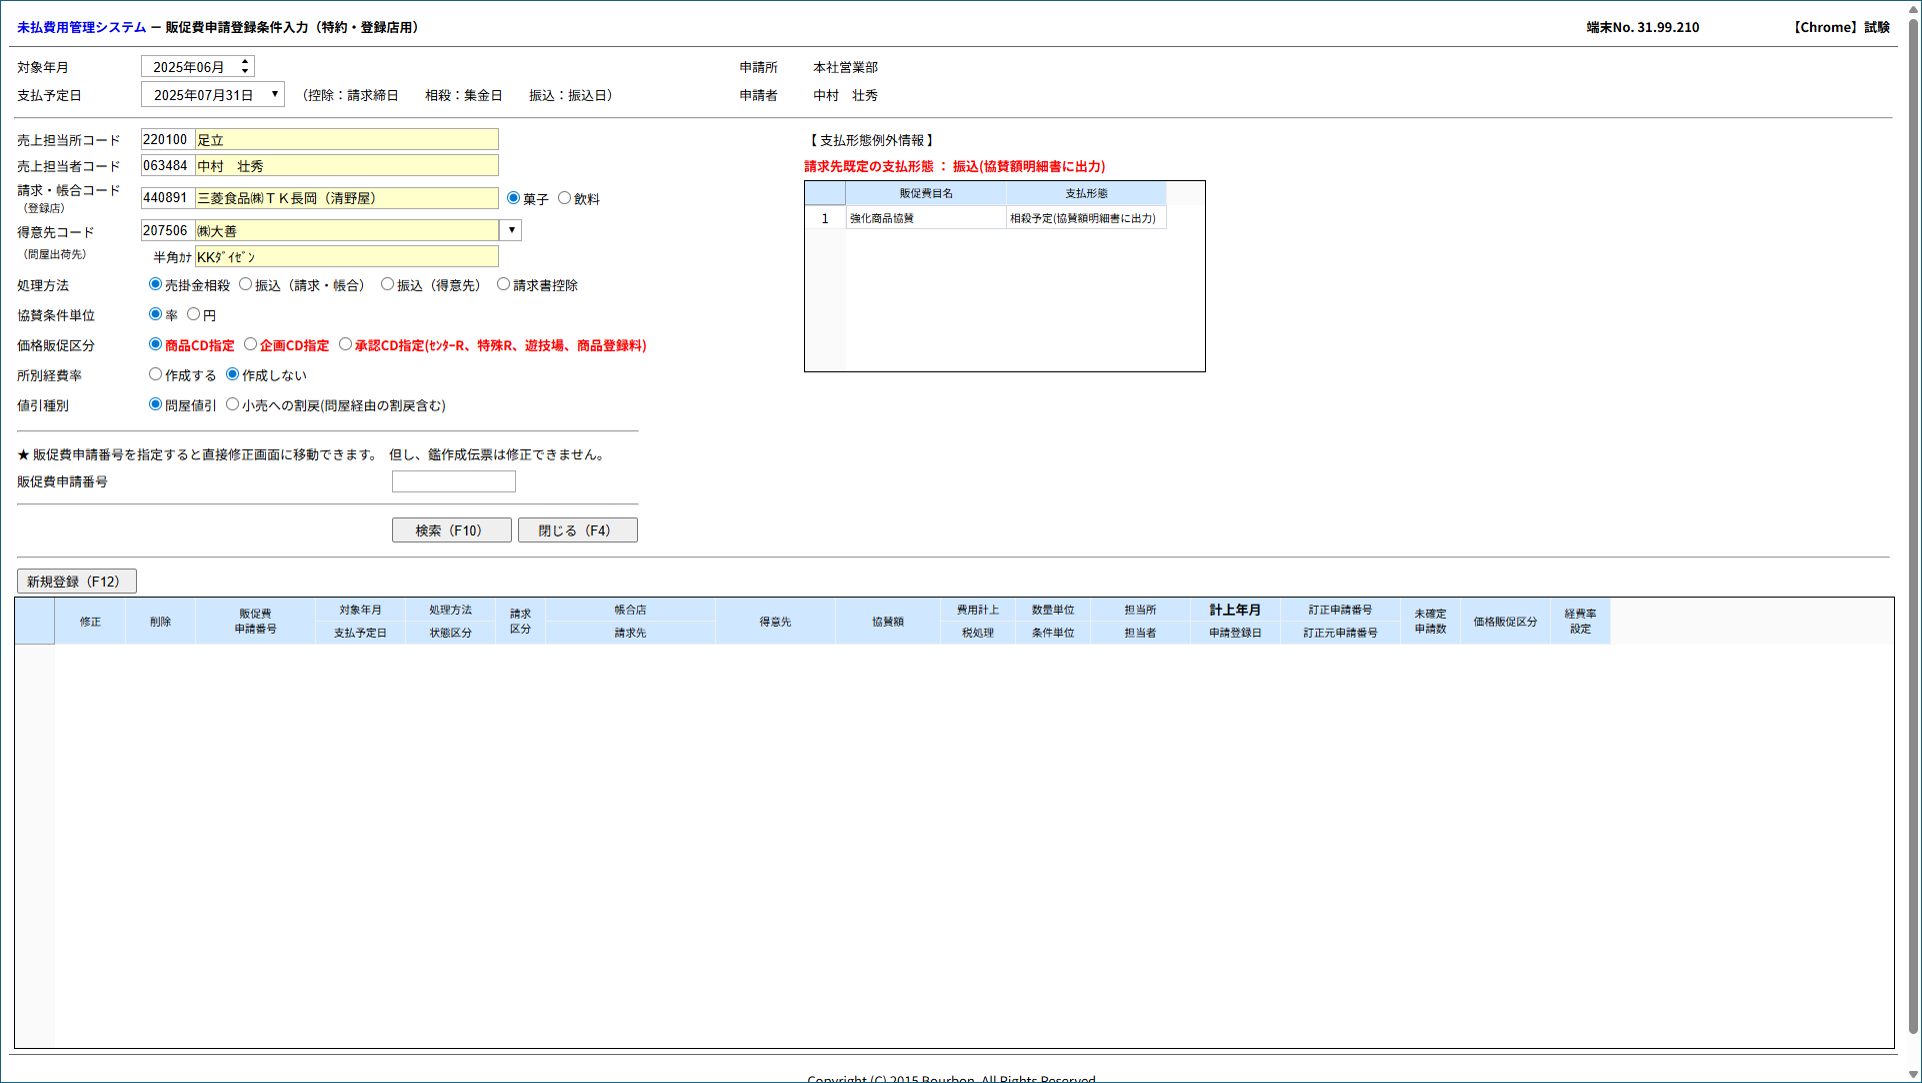 未払費用管理システム － 販促費申請登録条件入力（特約・登録店用）
端末No. 31.99.210
【Chrome】試験
対象年月
2025年06月
申請所
本社営業部
支払予定日
2025年07月31日
▼
（控除：請求締日　　相殺：集金日　　振込：振込日）
申請者
中村　壮秀
売上担当所コード
220100
足立
売上担当者コード
063484
中村　壮秀
請求・帳合コード
（登録店）
440891
三菱食品㈱ＴＫ長岡（清野屋）
菓子
飲料
得意先コード
（問屋出荷先）
207506
㈱大善
▼
半角ｶﾅ
KKﾀﾞｲｾﾞﾝ
処理方法
売掛金相殺
振込（請求・帳合）
振込（得意先）
請求書控除
協賛条件単位
率
円
価格販促区分
商品CD指定
企画CD指定
承認CD指定(ｾﾝﾀｰR、特殊R、遊技場、商品登録料)
所別経費率
作成する
作成しない
値引種別
問屋値引
小売への割戻(問屋経由の割戻含む)
【 支払形態例外情報 】
請求先既定の支払形態 ： 振込(協賛額明細書に出力)
販促費目名
支払形態
1
強化商品協賛
相殺予定(協賛額明細書に出力)
★ 販促費申請番号を指定すると直接修正画面に移動できます。　但し、鑑作成伝票は修正できません。
販促費申請番号
検索（F10）
閉じる（F4）
新規登録（F12）
修正
削除
販促費
申請番号
対象年月
支払予定日
処理方法
状態区分
請求
区分
帳合店
請求先
得意先
協賛額
費用計上
税処理
数量単位
条件単位
担当所
担当者
計上年月
申請登録日
訂正申請番号
訂正元申請番号
未確定
申請数
価格販促区分
経費率
設定
Copyright (C) 2015 Bourbon. All Rights Reserved.